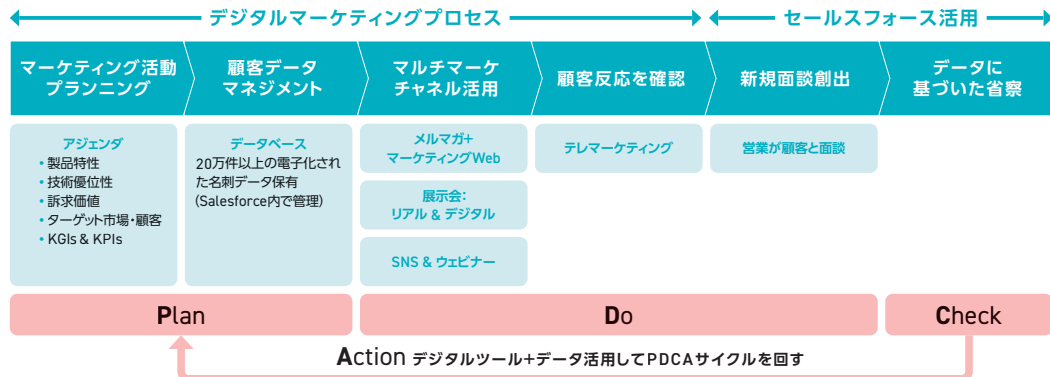 デジタルマーケティングプロセス
セールスフォース活用
マーケティング活動
プランニング
顧客データ
マネジメント
マルチマーケ
チャネル活用
顧客反応を確認
新規面談創出
データに
基づいた省察
アジェンダ
・製品特性
・技術優位性
・訴求価値
・ターゲット市場・顧客
・KGIs & KPIs
データベース
20万件以上の電子化され
た名刺データ保有
(Salesforce内で管理)
メルマガ+
マーケティングWeb
展示会:
リアル & デジタル
SNS & ウェビナー
テレマーケティング
営業が顧客と面談
Plan
Do
Check
Action デジタルツール+データ活用してPDCAサイクルを回す